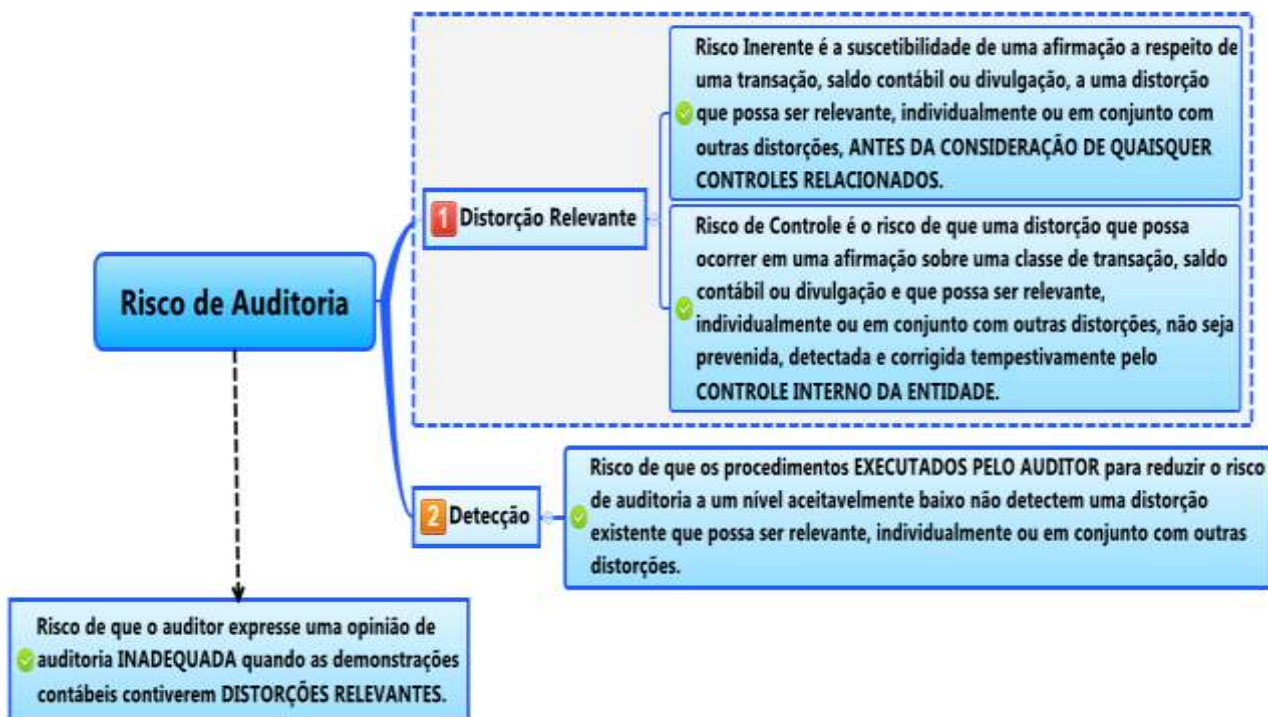 Risco de Auditoria
1 Distorção Relevante
Risco Inerente é a suscetibilidade de uma afirmação a respeito de
uma transação, saldo contábil ou divulgação, a uma distorção
que possa ser relevante, individualmente ou em conjunto com
outras distorções, ANTES DA CONSIDERAÇÃO DE QUAISQUER
CONTROLES RELACIONADOS.
Risco de Controle é o risco de que uma distorção que possa
ocorrer em uma afirmação sobre uma classe de transação, saldo
contábil ou divulgação e que possa ser relevante,
individualmente ou em conjunto com outras distorções, não seja
prevenida, detectada e corrigida tempestivamente pelo
CONTROLE INTERNO DA ENTIDADE.
2 Detecção
Risco de que os procedimentos EXECUTADOS PELO AUDITOR para reduzir o risco
de auditoria a um nível aceitavelmente baixo não detectem uma distorção
existente que possa ser relevante, individualmente ou em conjunto com outras
distorções.
Risco de que o auditor expresse uma opinião de
auditoria INADEQUADA quando as demonstrações
contábeis contiverem DISTORÇÕES RELEVANTES.